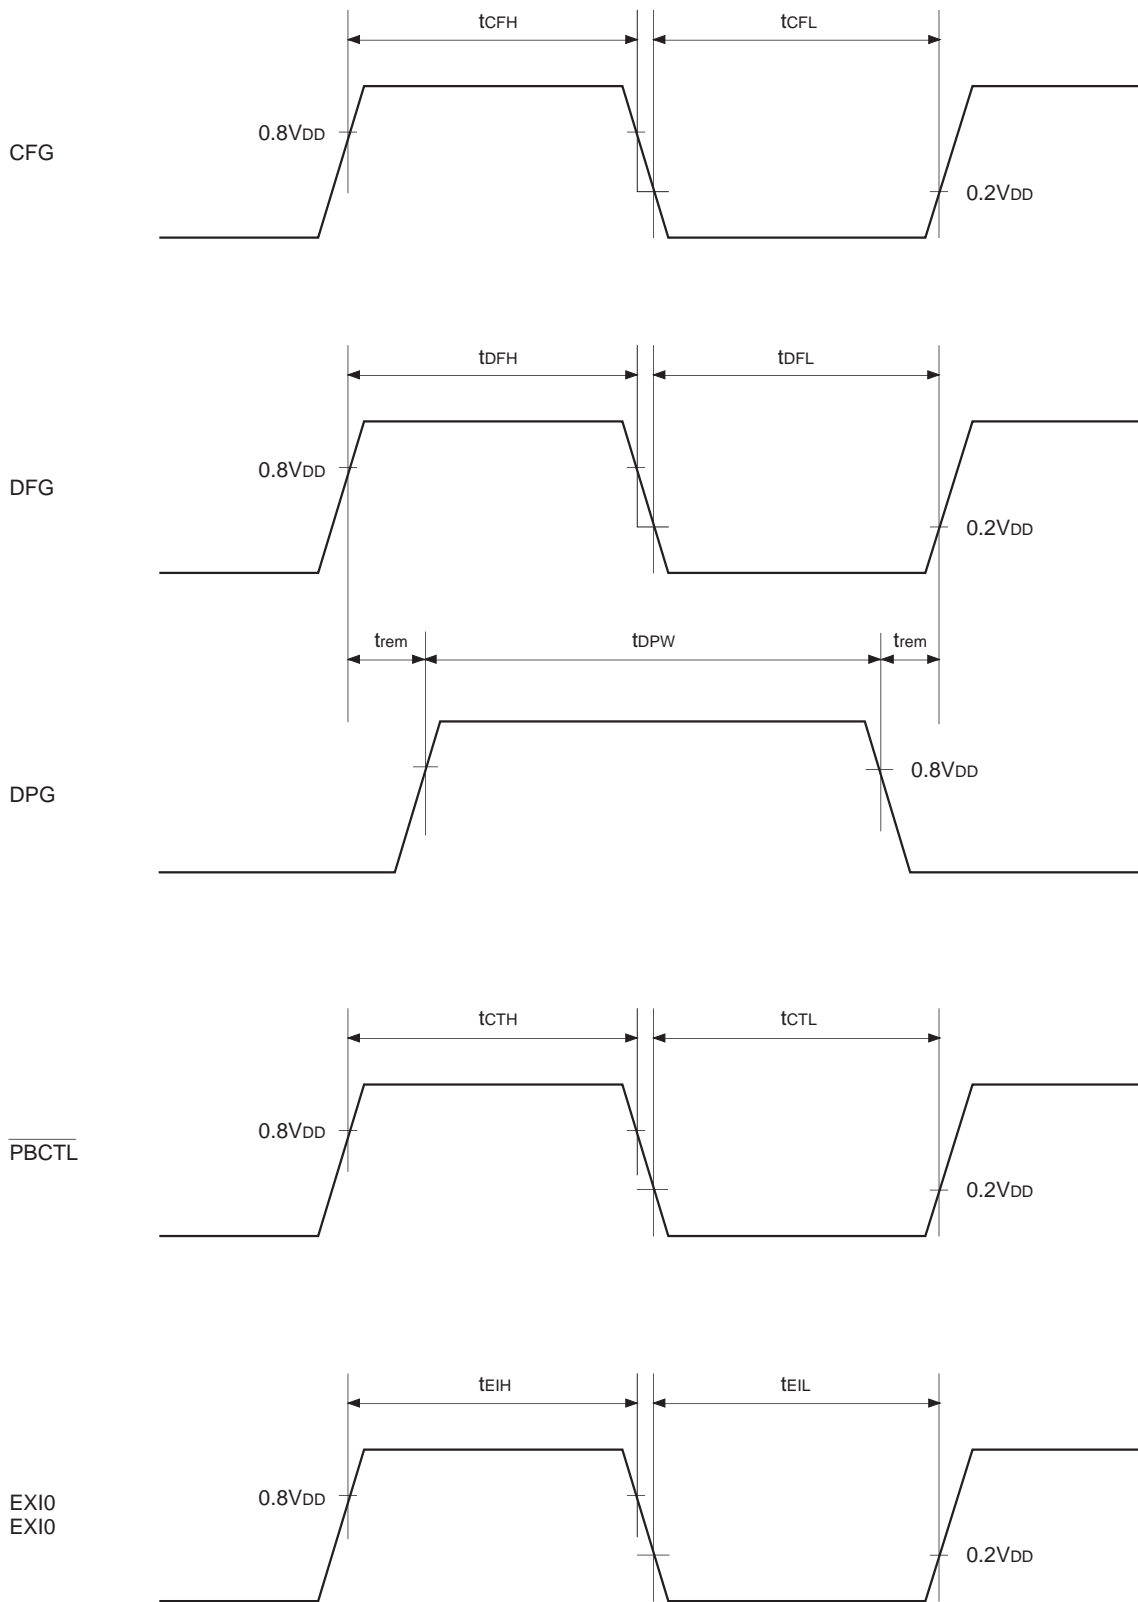 tCFH
tCFL
0.8VDD
CFG
0.2VDD
tDFH
tDFL
0.8VDD
DFG
0.2VDD
trem
tDPW
trem
0.8VDD
DPG
tCTH
tCTL
0.8VDD
PBCTL
0.2VDD
tEIH
tEIL
0.8VDD
EXI0
EXI0
0.2VDD